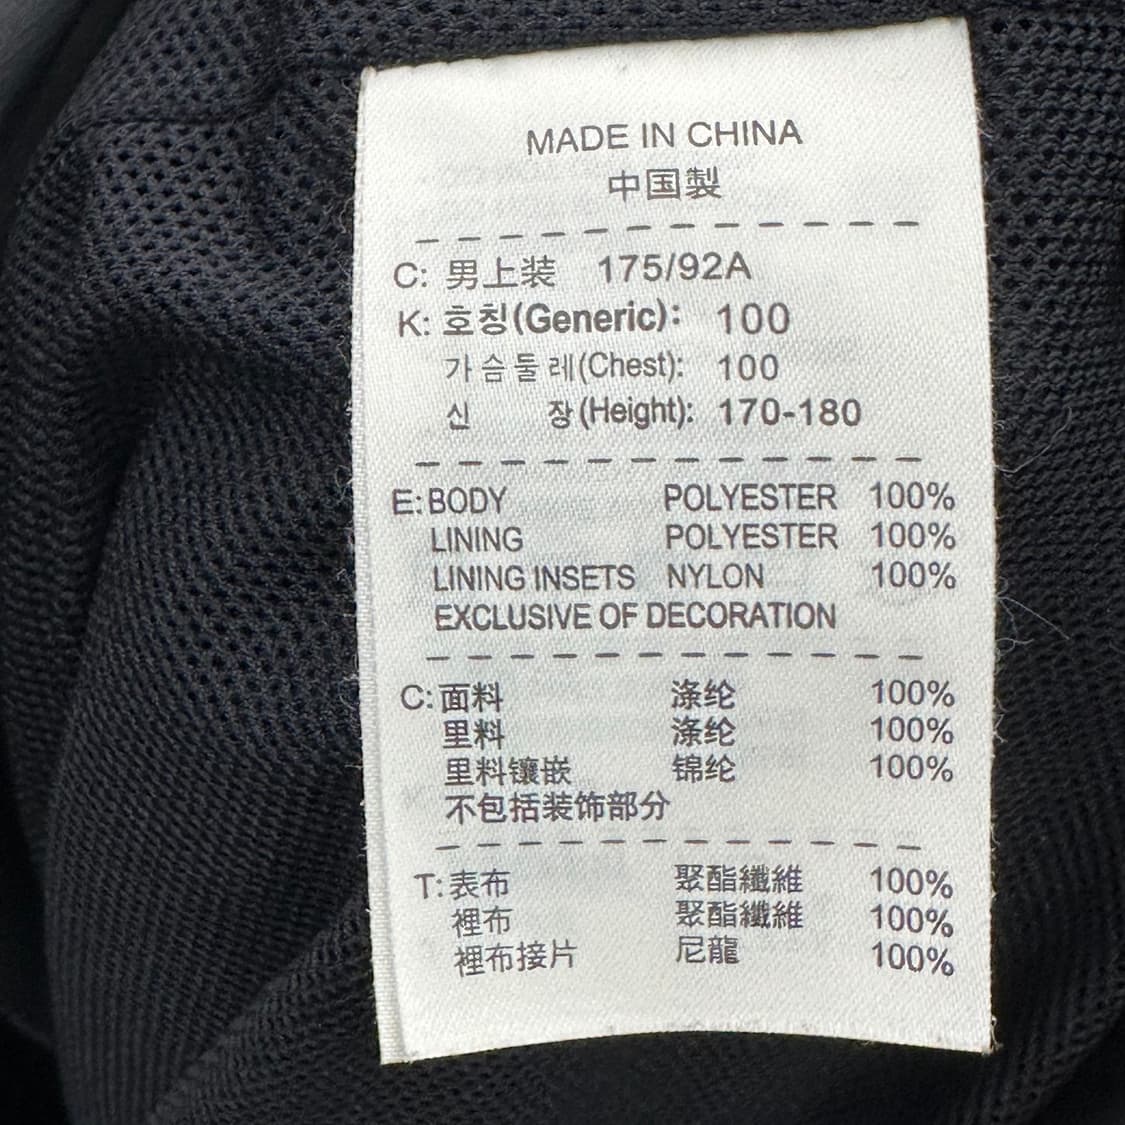 MADE IN CHINA
中国製
C: 男上装 175/92A
K: 호칭(Generic): 100
가슴둘레(Chest): 100
신 장(Height): 170-180
E: BODY POLYESTER 100%
LINING POLYESTER 100%
LINING INSETS NYLON 100%
EXCLUSIVE OF DECORATION
C: 面料 涤纶 100%
里料 涤纶 100%
里料镶嵌 锦纶 100%
不包括装饰部分
T: 表布 聚酯纖維 100%
裡布 聚酯纖維 100%
裡布接片 尼龍 100%